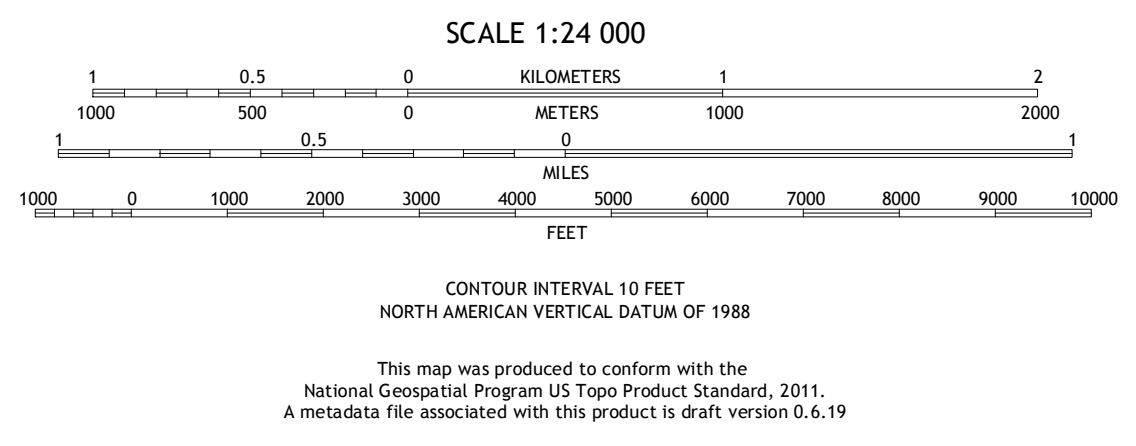 SCALE 1:24 000
1 0.5 0 KILOMETERS 1 2
1000 500 0 METERS 1000 2000
1 0.5 0 1
MILES
1000 0 1000 2000 3000 4000 5000 6000 7000 8000 9000 10000
FEET
CONTOUR INTERVAL 10 FEET
NORTH AMERICAN VERTICAL DATUM OF 1988
This map was produced to conform with the
National Geospatial Program US Topo Product Standard, 2011.
A metadata file associated with this product is draft version 0.6.19